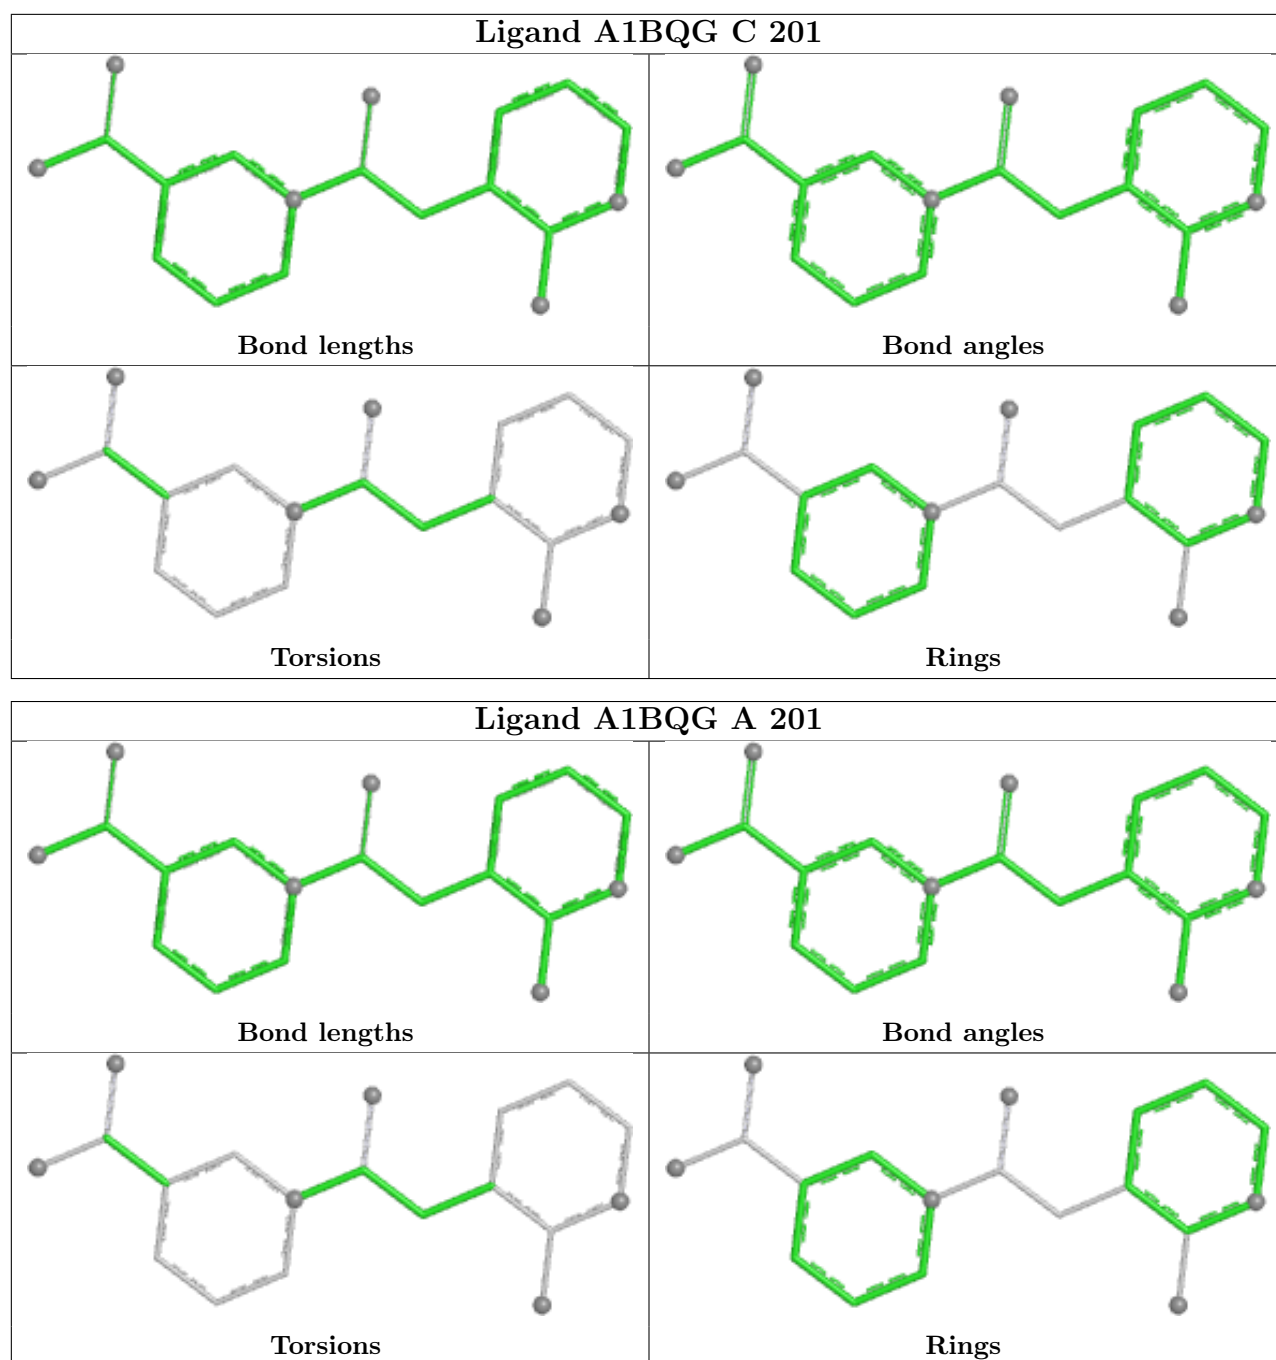 Ligand A1BQG C 201
Bond lengths
Bond angles
Torsions
Rings
Ligand A1BQG A 201
Bond lengths
Bond angles
Torsions
Rings